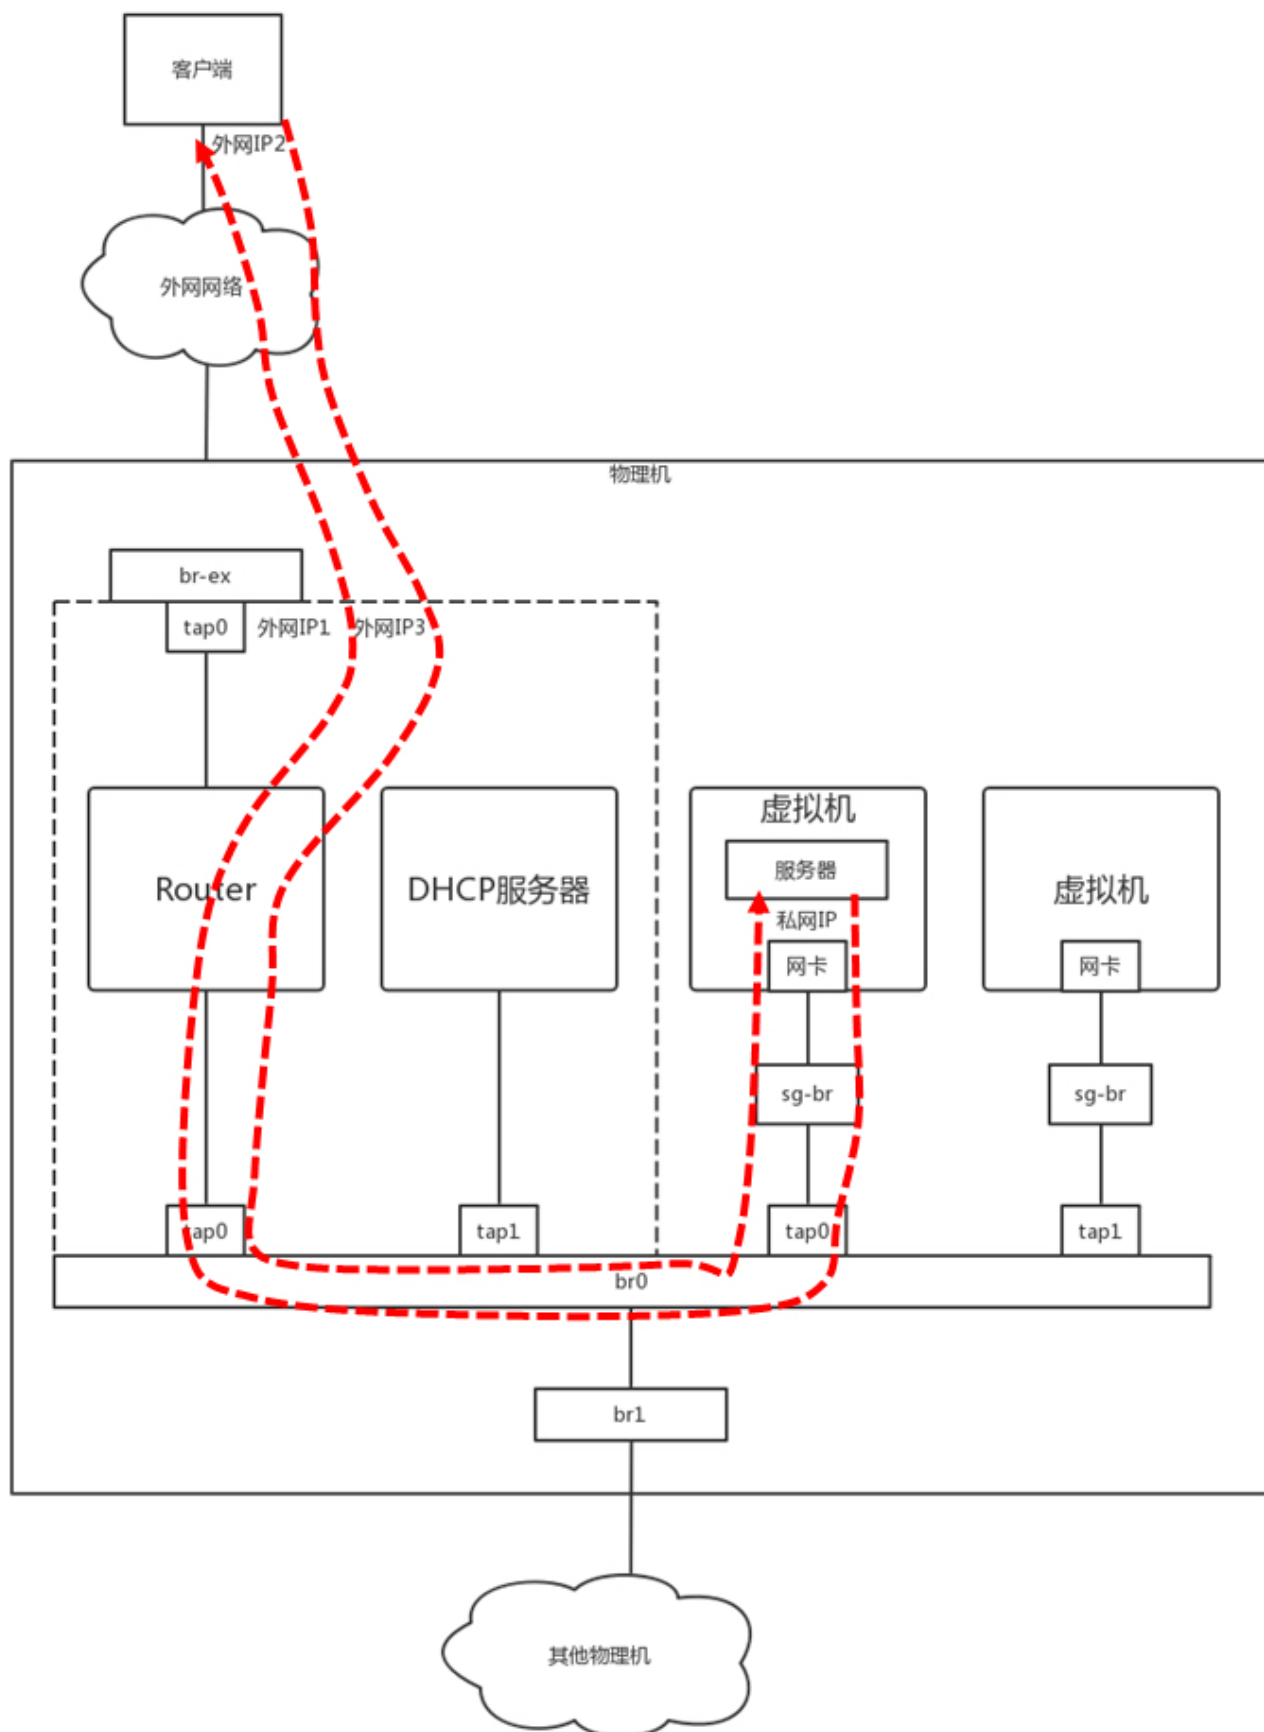 客户端
外网IP2
外网网络
物理机
br-ex
tap0
外网IP1
外网IP3
Router
DHCP服务器
虚拟机
服务器
私网IP
网卡
虚拟机
网卡
sg-br
sg-br
tap0
tap1
tap0
tap1
br0
br1
其他物理机